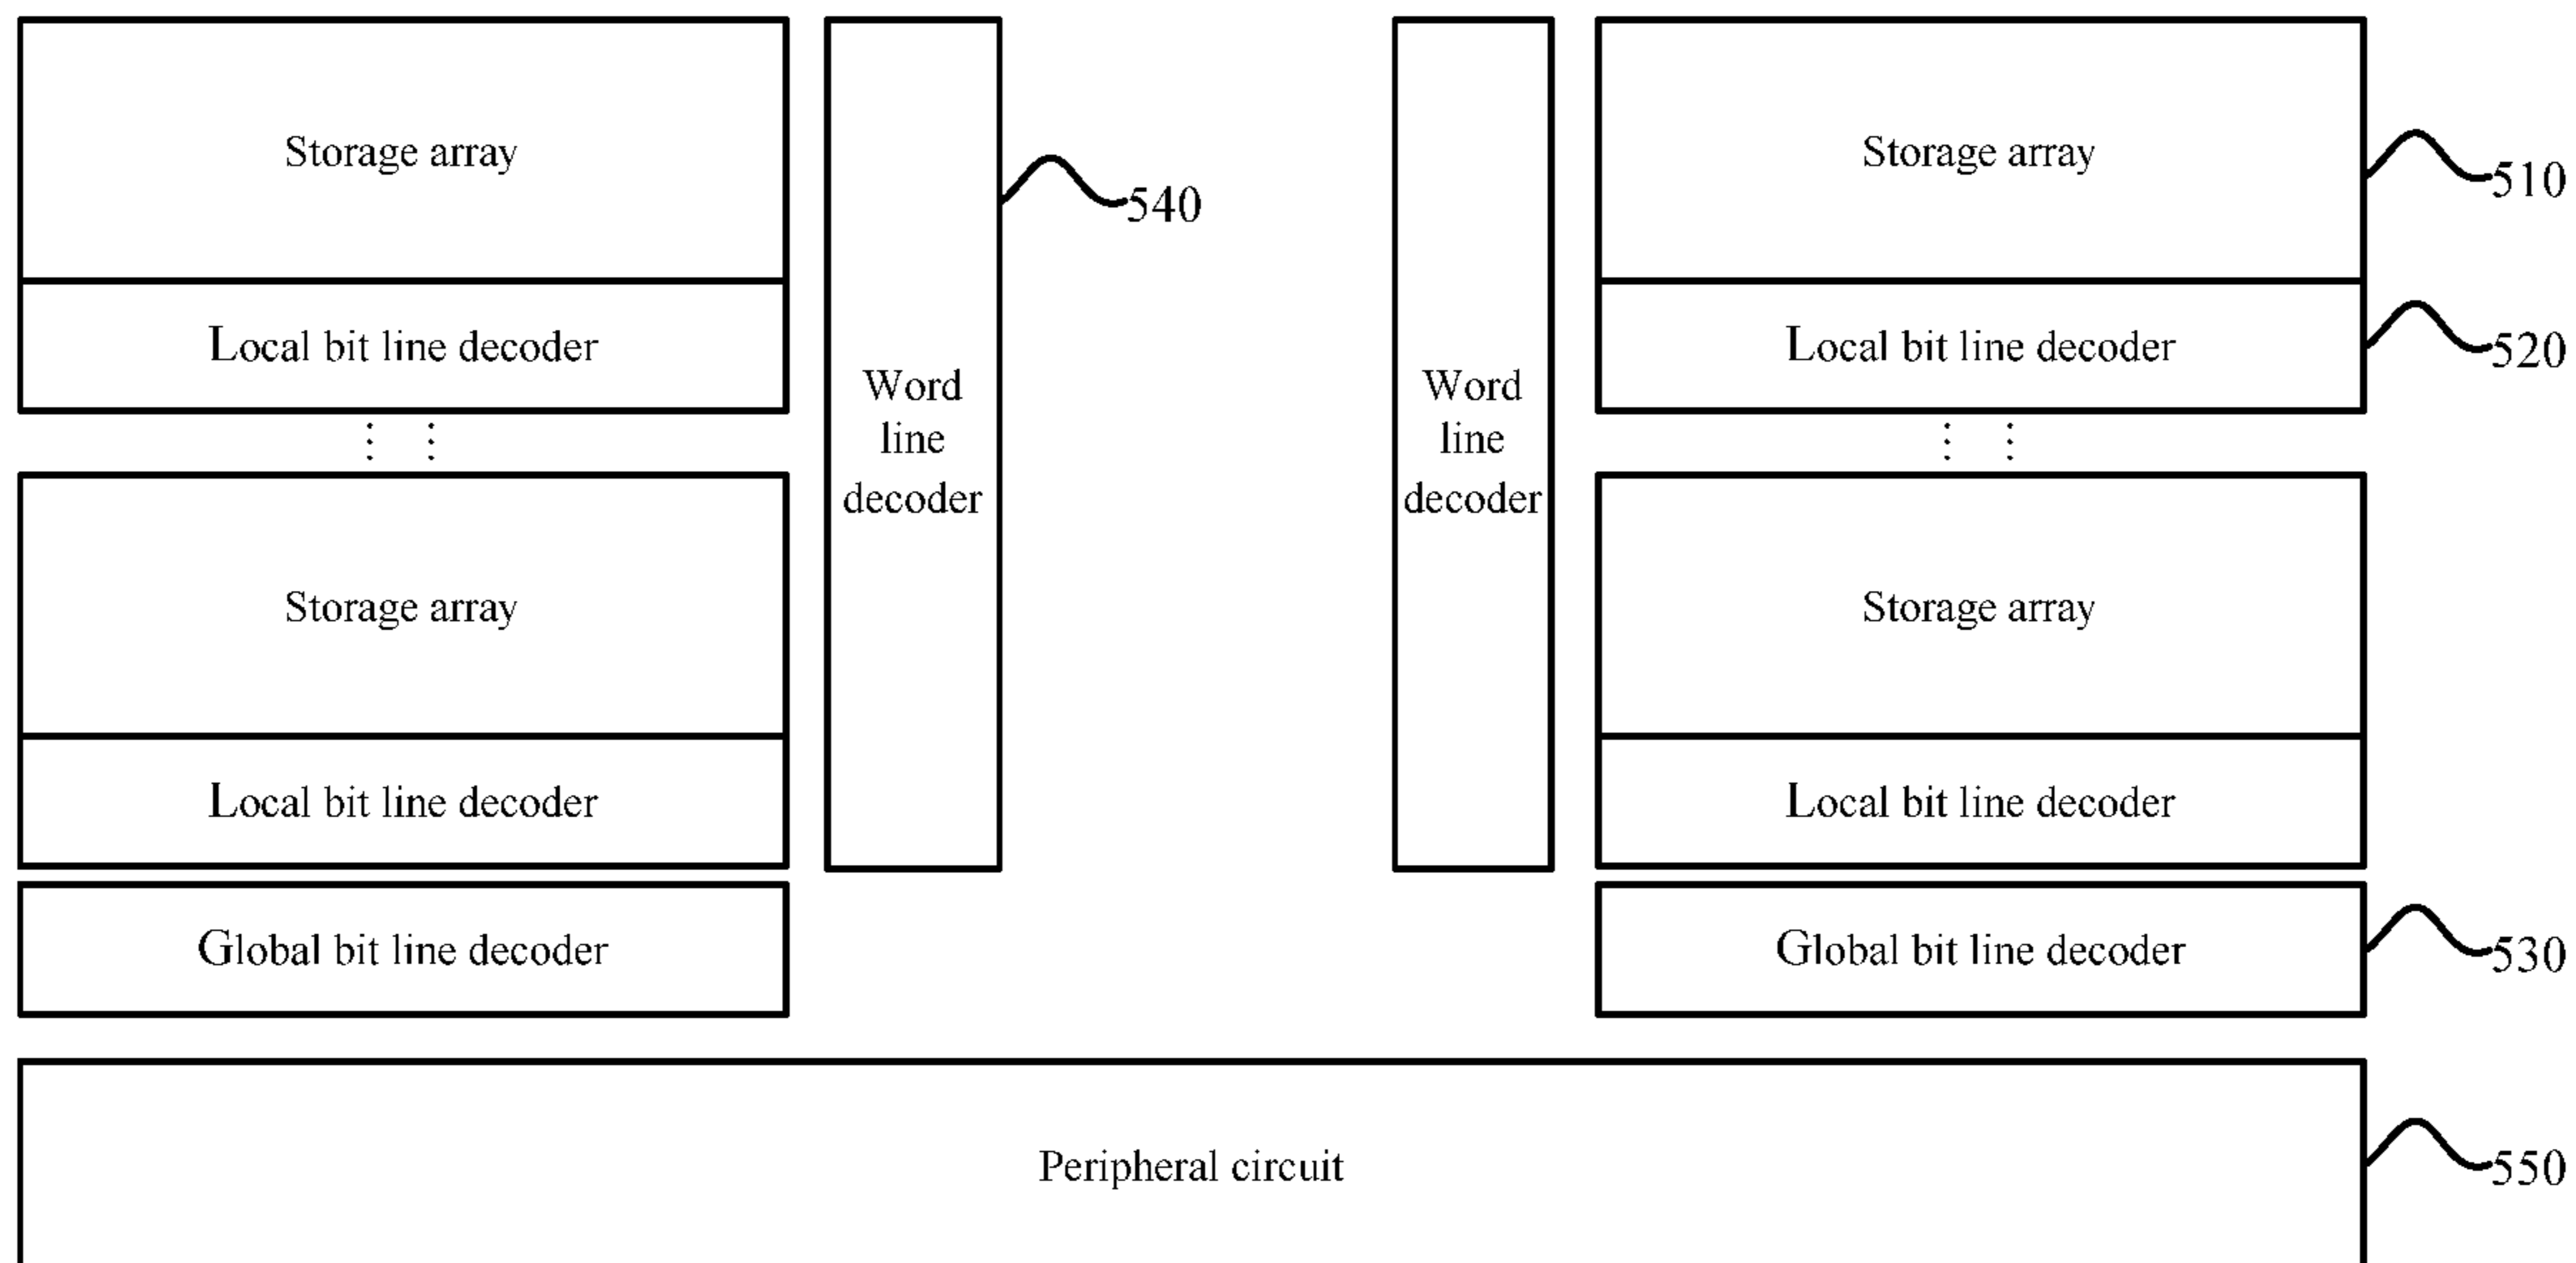 Storage array
Local bit line decoder
Storage array
Local bit line decoder
Global bit line decoder
Word
line
decoder
540
Word
line
decoder
Storage array
510
Local bit line decoder
520
Storage array
Local bit line decoder
Global bit line decoder
530
Peripheral circuit
550